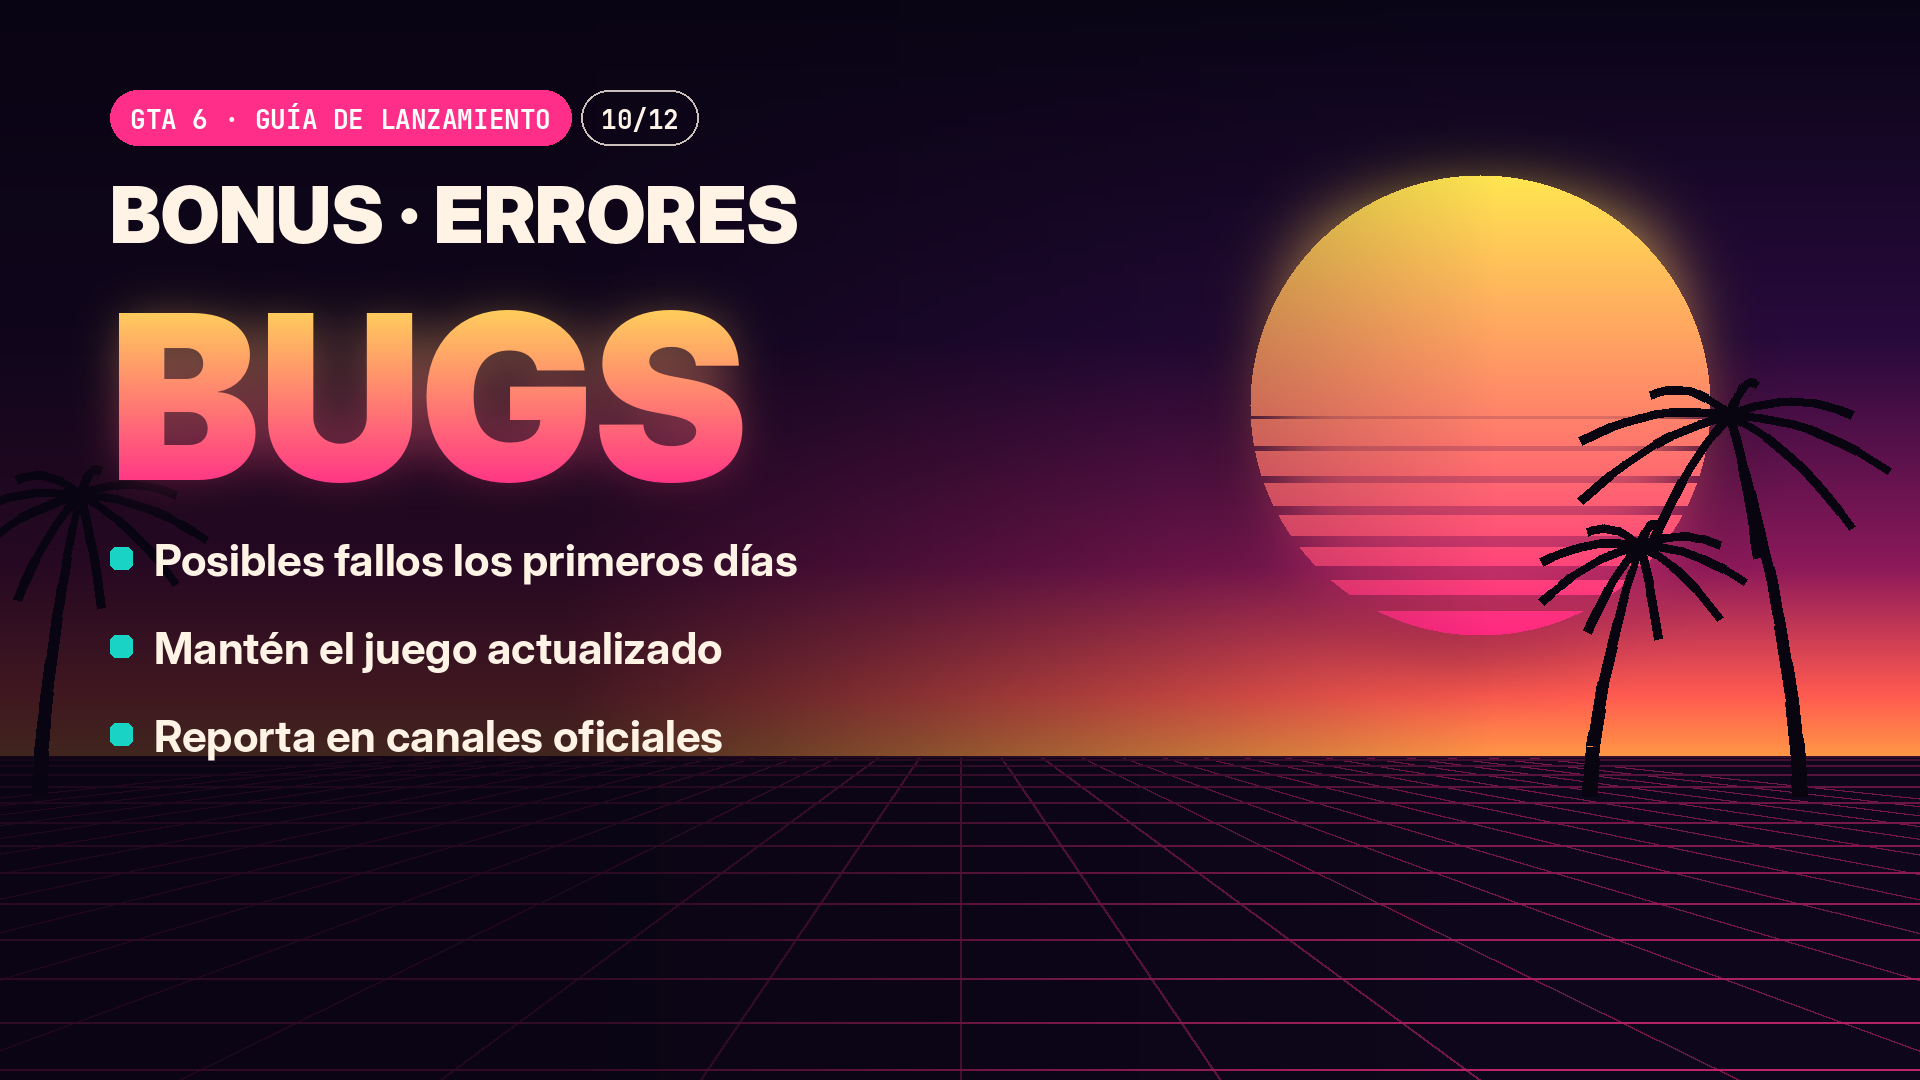 GTA 6 · GUÍA DE LANZAMIENTO
10/12
BONUS · ERRORES
BUGS
Posibles fallos los primeros días
Mantén el juego actualizado
Reporta en canales oficiales